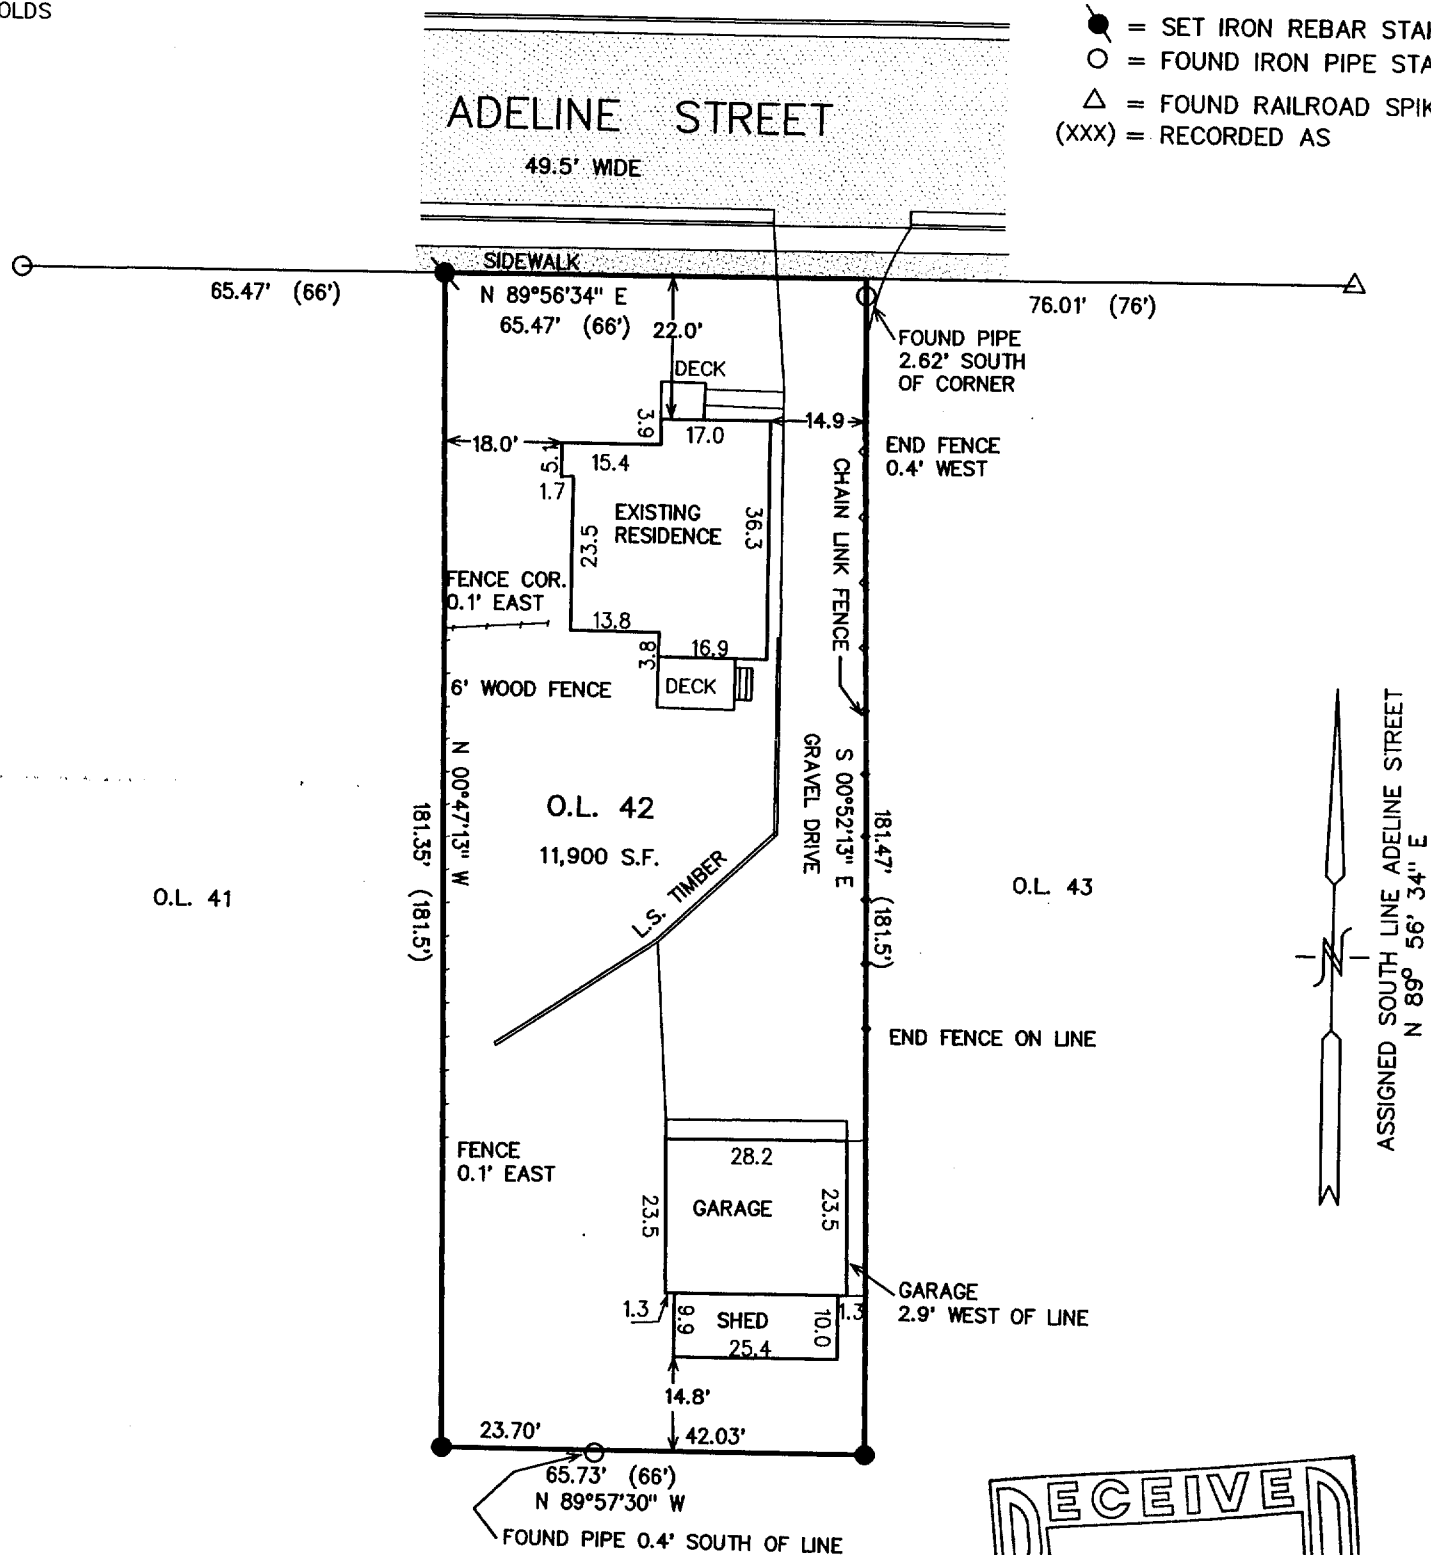 OLDS
= SET IRON REBAR STA
= FOUND IRON PIPE STA
= FOUND RAILROAD SPIK
(XXX) = RECORDED AS
ADELINE STREET
49.5' WIDE
SIDEWALK
65.47' (66')
N 89°56'34" E
65.47' (66')
22.0'
76.01' (76')
FOUND PIPE
2.62' SOUTH
OF CORNER
DECK
3.9
17.0
14.9
18.0'
5.1
15.4
1.7
END FENCE
0.4' WEST
EXISTING
RESIDENCE
36.3
23.5
CHAIN LINK FENCE
FENCE COR.
0.1' EAST
13.8
3.8
16.9
DECK
6' WOOD FENCE
N 00°47'13" W
181.35' (181.5')
O.L. 42
11,900 S.F.
GRAVEL DRIVE
S 00°52'13" E
181.47' (181.5')
O.L. 41
O.L. 43
L.S. TIMBER
ASSIGNED SOUTH LINE ADELINE STREET
N 89° 56' 34" E
N
END FENCE ON LINE
FENCE
0.1' EAST
28.2
23.5
GARAGE
23.5
GARAGE
2.9' WEST OF LINE
1.3
9.9
SHED
10.0
1.3
25.4
14.8'
23.70'
42.03'
65.73' (66')
N 89°57'30" W
FOUND PIPE 0.4' SOUTH OF LINE
ECEIVE